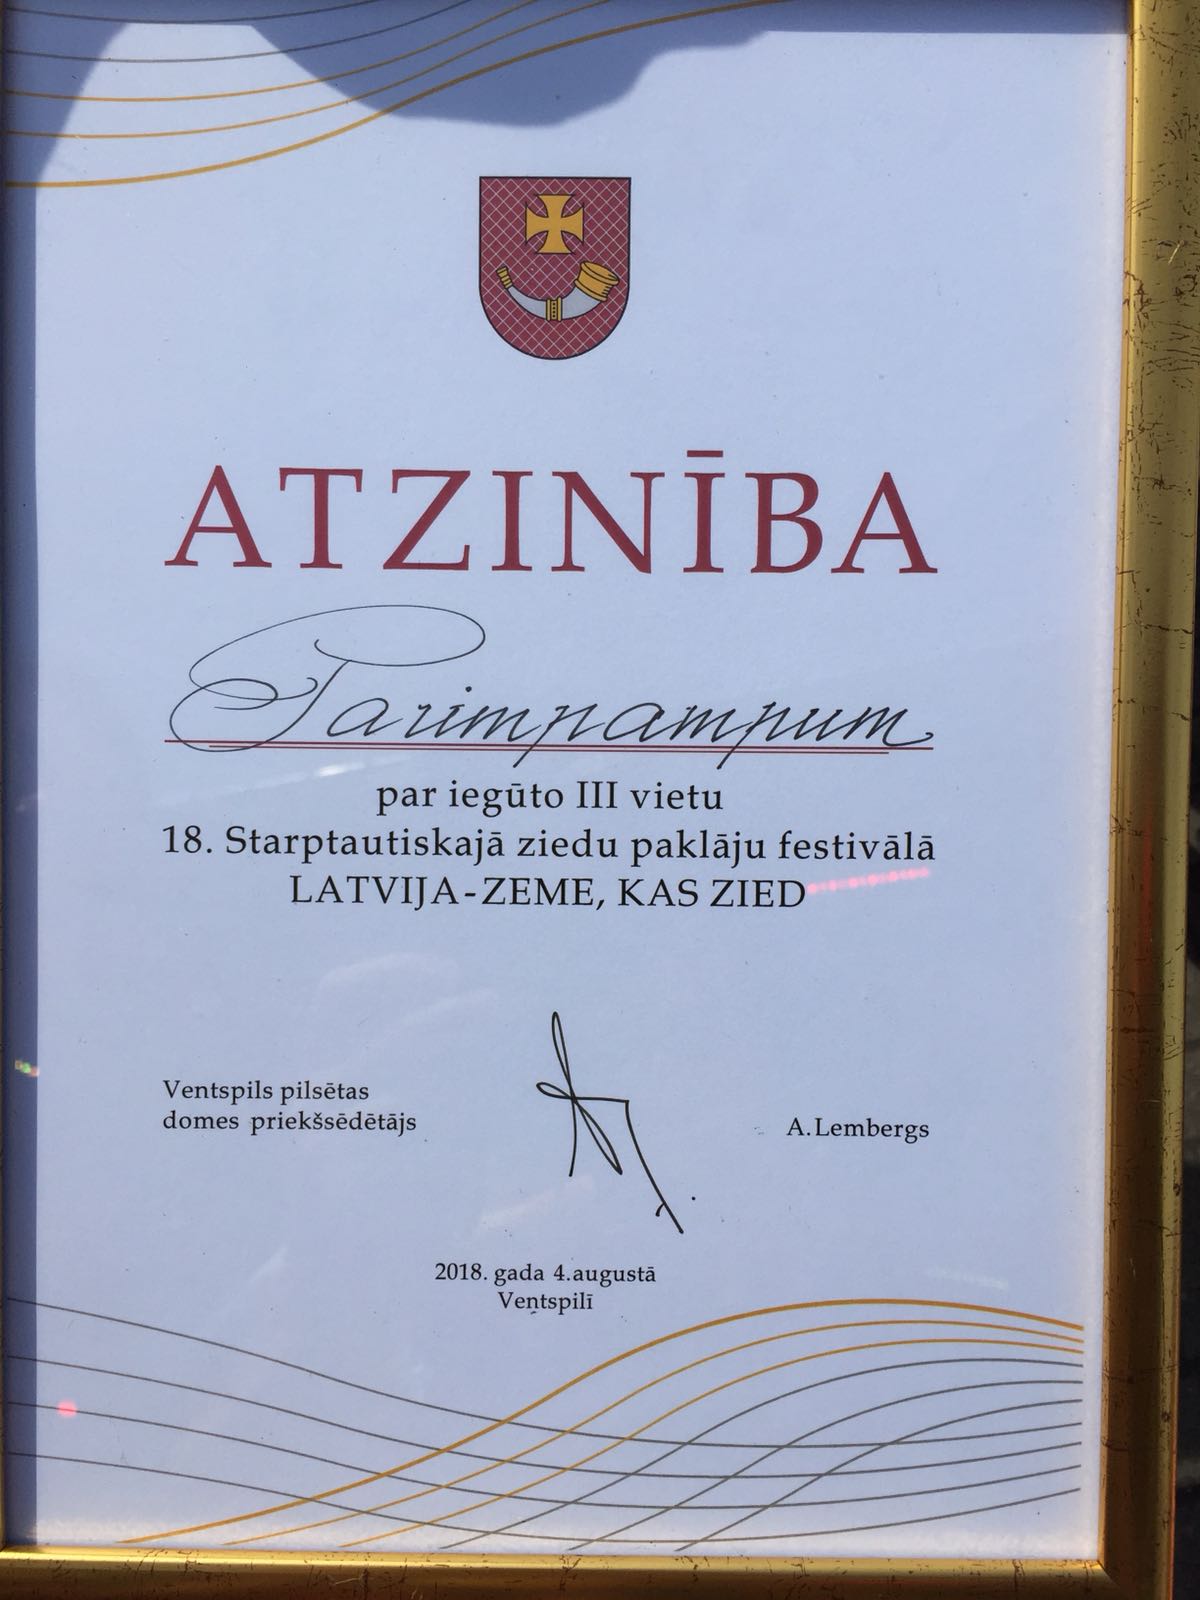 ATZINĪBA
Parimpampum
par iegūto III vietu
18. Starptautiskajā ziedu paklāju festivālā
LATVIJA-ZEME, KAS ZIED
Ventspils pilsētas
domes priekšsēdētājs
A.Lembergs
2018. gada 4.augustā
Ventspilī